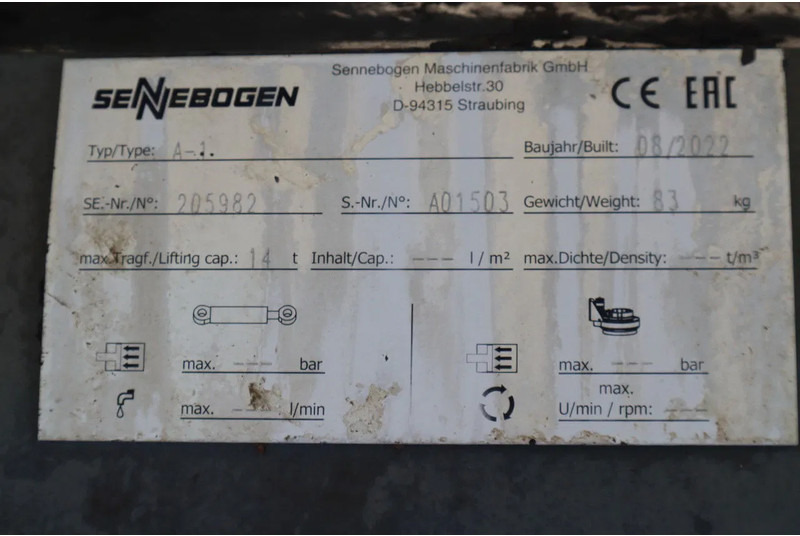 SENNEBOGEN
Sennebogen Maschinenfabrik GmbH
Hebbelstr.30
D-94315 Straubing
CE EAC
Typ/Type: A-1. Baujahr/Built: 08/2022
SE.-Nr./N°: 205982 S.-Nr./N°: A01503 Gewicht/Weight: 83 kg
max.Tragf./Lifting cap.: 14 t Inhalt/Cap.: --- l / m² max.Dichte/Density: --- t/m³
max. --- bar max. --- bar
max. --- l/min max.
U/min / rpm: ---